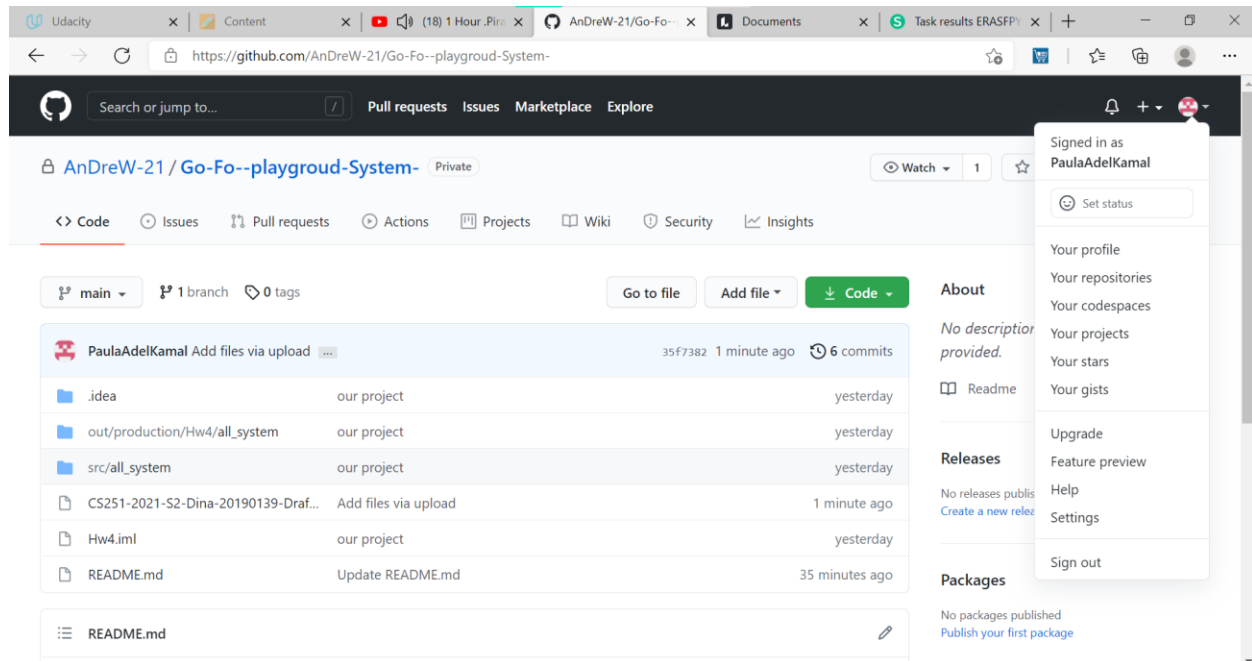 Udacity
Content
(18) 1 Hour .Pira
AnDreW-21/Go-Fo--
Documents
Task results ERASFPY
https://github.com/AnDreW-21/Go-Fo--playgroud-System-
Search or jump to...
/
Pull requests Issues Marketplace Explore
Signed in as
PaulaAdelKamal
Set status
Your profile
Your repositories
Your codespaces
Your projects
Your stars
Your gists
Upgrade
Feature preview
Help
Settings
Sign out
AnDreW-21 / Go-Fo--playgroud-System- Private
Watch 1
<> Code Issues Pull requests Actions Projects Wiki Security Insights
main 1 branch 0 tags
Go to file Add file Code
PaulaAdelKamal Add files via upload ... 35f7382 1 minute ago 6 commits
.idea our project yesterday
out/production/Hw4/all_system our project yesterday
src/all_system our project yesterday
CS251-2021-S2-Dina-20190139-Draf... Add files via upload 1 minute ago
Hw4.iml our project yesterday
README.md Update README.md 35 minutes ago
README.md
About
No description
provided.
Readme
Releases
No releases publis
Create a new relea
Packages
No packages published
Publish your first package